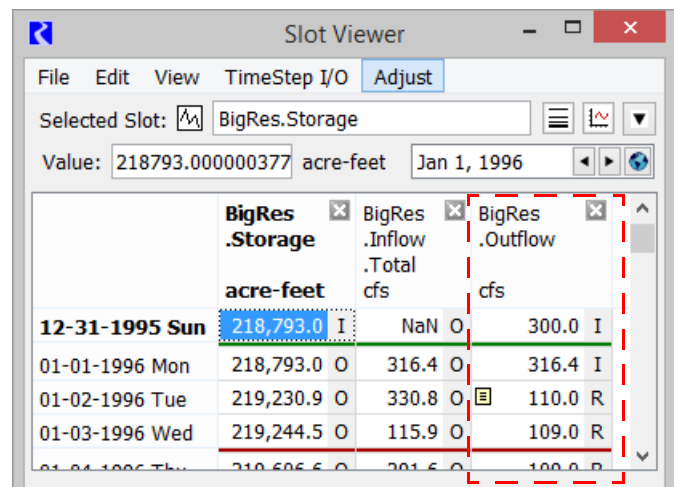 Slot Viewer
File Edit View TimeStep I/O Adjust
Selected Slot: BigRes.Storage
Value: 218793.000000377 acre-feet Jan 1, 1996
BigRes BigRes BigRes
.Storage .Inflow .Outflow
.Total
acre-feet cfs cfs
12-31-1995 Sun 218,793.0 I NaN O 300.0 I
01-01-1996 Mon 218,793.0 O 316.4 O 316.4 I
01-02-1996 Tue 219,230.9 O 330.8 O 110.0 R
01-03-1996 Wed 219,244.5 O 115.9 O 109.0 R